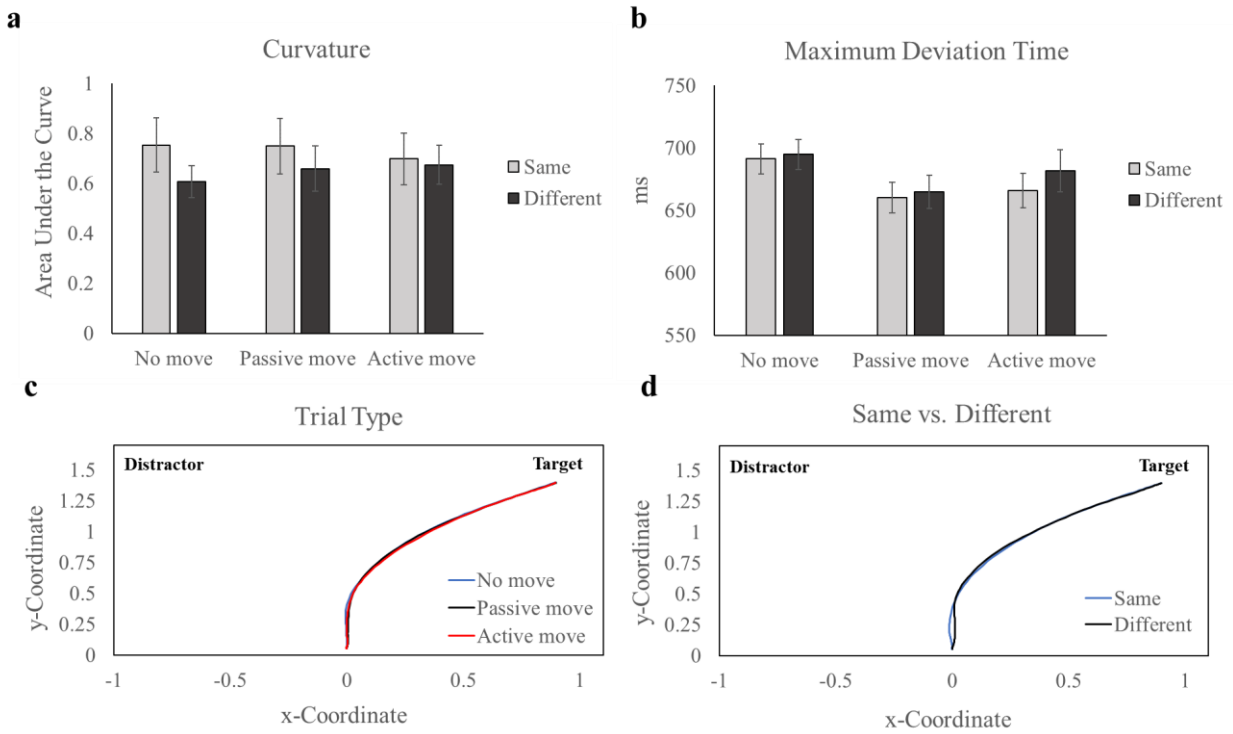 a
Curvature
Area Under the Curve
1
0.8
0.6
0.4
0.2
0
No move
Passive move
Active move
Same
Different
b
Maximum Deviation Time
ms
750
700
650
600
550
No move
Passive move
Active move
Same
Different
c
Trial Type
Distractor
Target
y-Coordinate
1.5
1.25
1
0.75
0.5
0.25
0
No move
Passive move
Active move
-1
-0.5
0
0.5
1
x-Coordinate
d
Same vs. Different
Distractor
Target
y-Coordinate
1.5
1.25
1
0.75
0.5
0.25
0
Same
Different
-1
-0.5
0
0.5
1
x-Coordinate